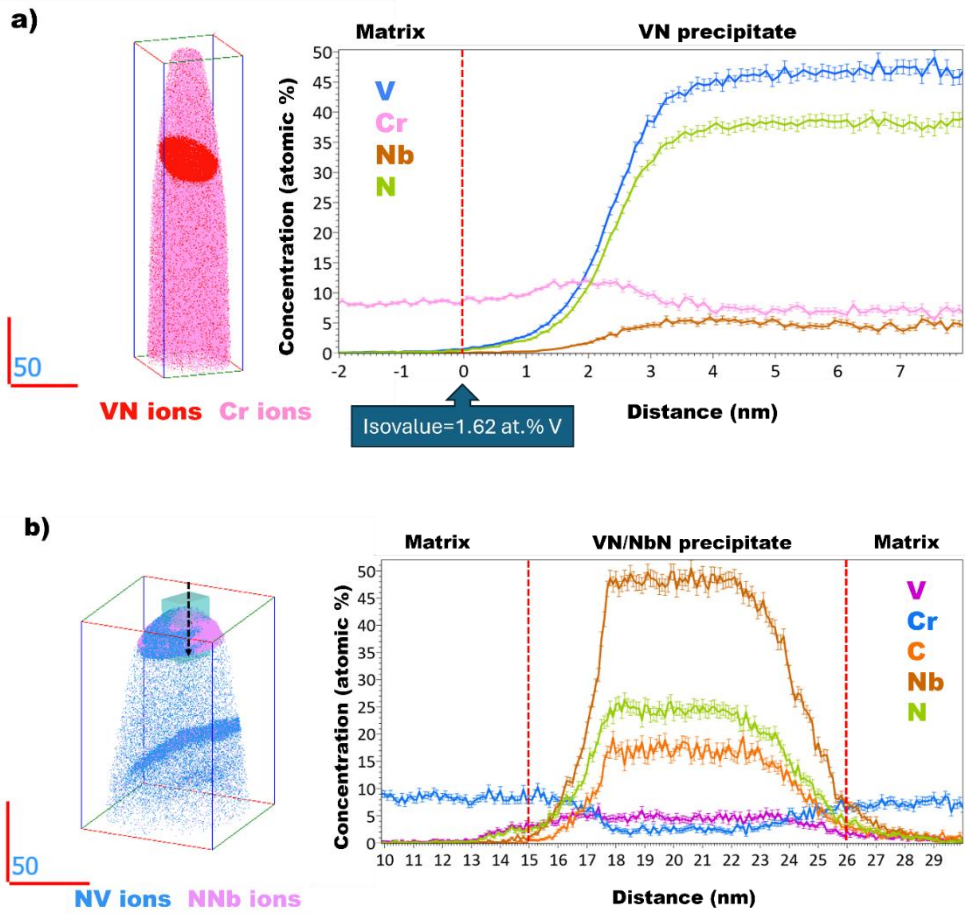 a)
Matrix VN precipitate
V
Cr
Nb
N
Concentration (atomic %)
50
45
40
35
30
25
20
15
10
5
0
-2 -1 0 1 2 3 4 5 6 7
Distance (nm)
Isovalue=1.62 at.% V
50
VN ions Cr ions
b)
Matrix VN/NbN precipitate Matrix
V
Cr
C
Nb
N
Concentration (atomic %)
50
45
40
35
30
25
20
15
10
5
0
10 11 12 13 14 15 16 17 18 19 20 21 22 23 24 25 26 27 28 29
Distance (nm)
50
NV ions NNb ions